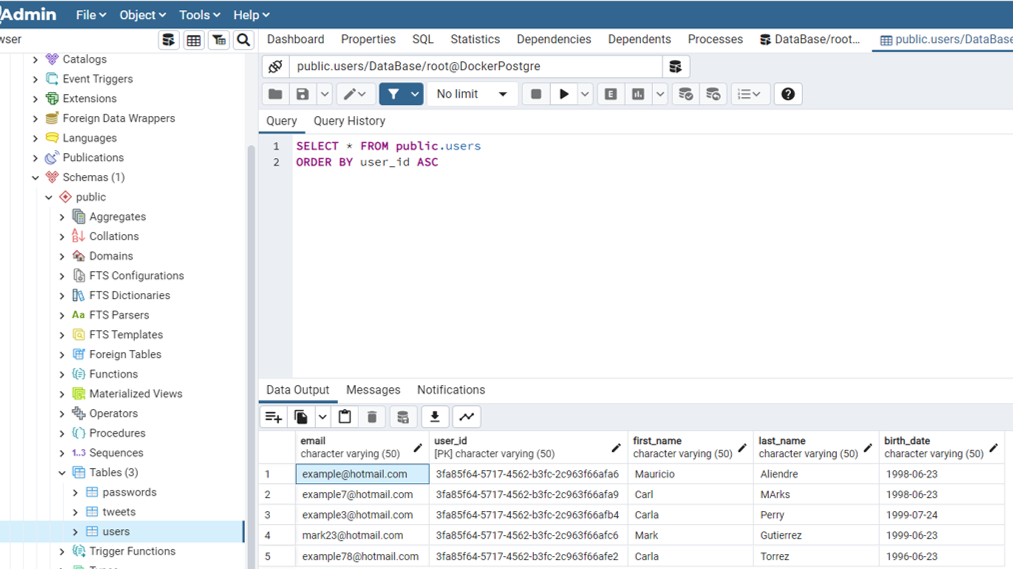 Admin File Object Tools Help
wser Dashboard Properties SQL Statistics Dependencies Dependents Processes DataBase/root... public.users/DataBase
public.users/DataBase/root@DockerPostgre
No limit E ?
Query Query History
1 SELECT * FROM public.users
2 ORDER BY user_id ASC
Catalogs
Event Triggers
Extensions
Foreign Data Wrappers
Languages
Publications
Schemas (1)
public
Aggregates
Collations
Domains
FTS Configurations
FTS Dictionaries
Aa FTS Parsers
FTS Templates
Foreign Tables
Functions
Materialized Views
Operators
Procedures
1..3 Sequences
Tables (3)
passwords
tweets
users
Trigger Functions
Data Output Messages Notifications
email user_id first_name last_name birth_date
character varying (50) [PK] character varying (50) character varying (50) character varying (50) character varying (50)
1 example@hotmail.com 3fa85f64-5717-4562-b3fc-2c963f66afa6 Mauricio Aliendre 1998-06-23
2 example7@hotmail.com 3fa85f64-5717-4562-b3fc-2c963f66afa9 Carl MArks 1998-06-23
3 example3@hotmail.com 3fa85f64-5717-4562-b3fc-2c963f66afb4 Carla Perry 1999-07-24
4 mark23@hotmail.com 3fa85f64-5717-4562-b3fc-2c963f66afc6 Mark Gutierrez 1999-06-23
5 example78@hotmail.com 3fa85f64-5717-4562-b3fc-2c963f66afe2 Carla Torrez 1996-06-23